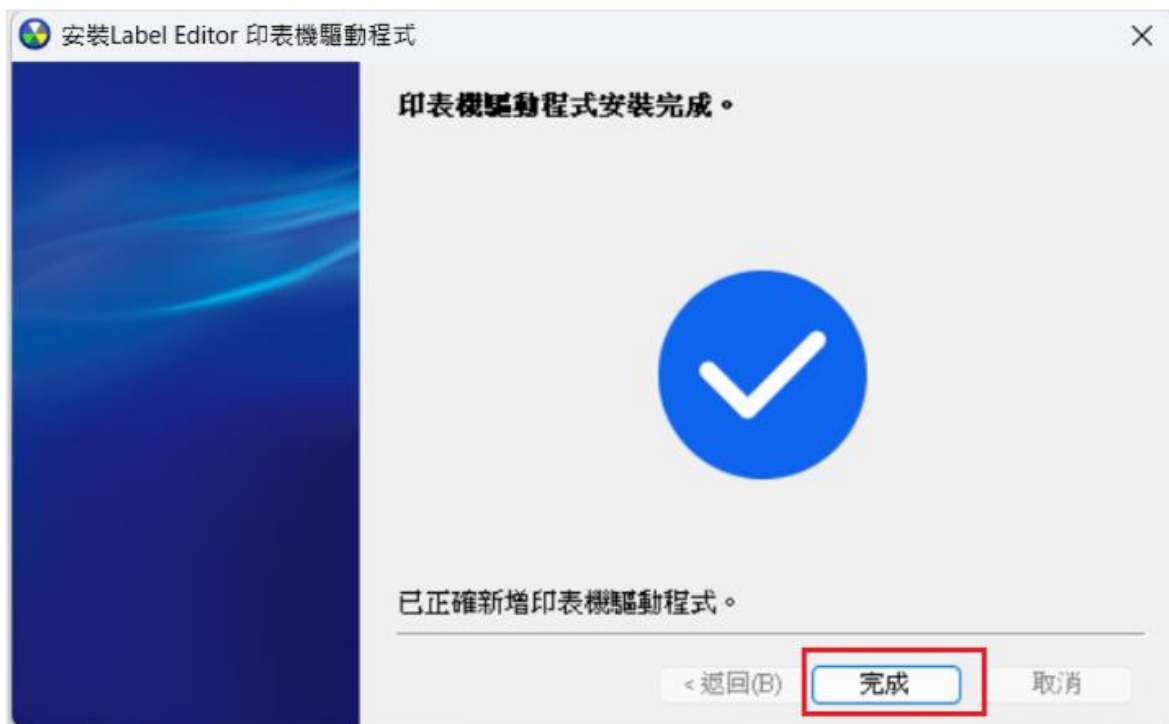 安裝Label Editor 印表機驅動程式
印表機驅動程式安裝完成。
已正確新增印表機驅動程式。
<返回(B)
完成
取消